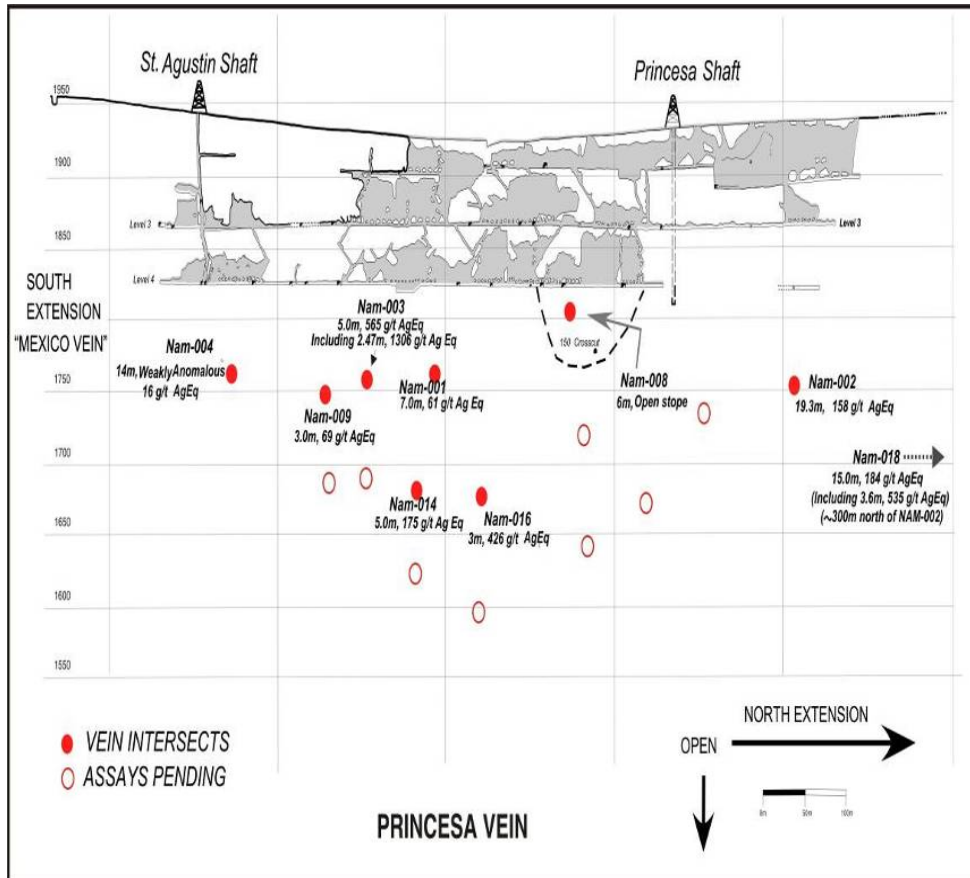 St. Agustin Shaft
Princesa Shaft
1950
1900
1850
1750
1700
1650
1600
1550
Level 3
Level 3
Level 4
SOUTH
EXTENSION
"MEXICO VEIN"
Nam-004
14m, Weakly Anomalous
16 g/t AgEq
Nam-003
5.0m, 565 g/t AgEq
Including 2.47m, 1306 g/t Ag Eq
Nam-009
3.0m, 69 g/t AgEq
Nam-001
7.0m, 61 g/t Ag Eq
150 Crosscut
Nam-008
6m, Open stope
Nam-002
19.3m, 158 g/t AgEq
Nam-018
15.0m, 184 g/t AgEq
(Including 3.6m, 535 g/t AgEq)
(~300m north of NAM-002)
Nam-014
5.0m, 175 g/t Ag Eq
Nam-016
3m, 426 g/t AgEq
VEIN INTERSECTS
ASSAYS PENDING
NORTH EXTENSION
OPEN
0m 50m 100m
PRINCESA VEIN